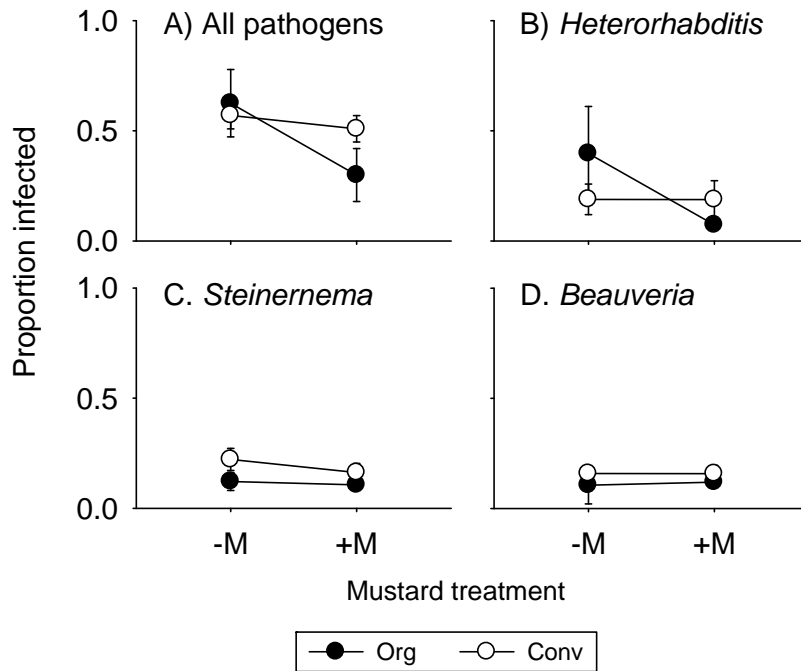 A) All pathogens
B) Heterorhabditis
1.0
0.5
0.0
C. Steinernema
D. Beauveria
1.0
0.5
0.0
Proportion infected
-M +M
-M +M
Mustard treatment
Org Conv